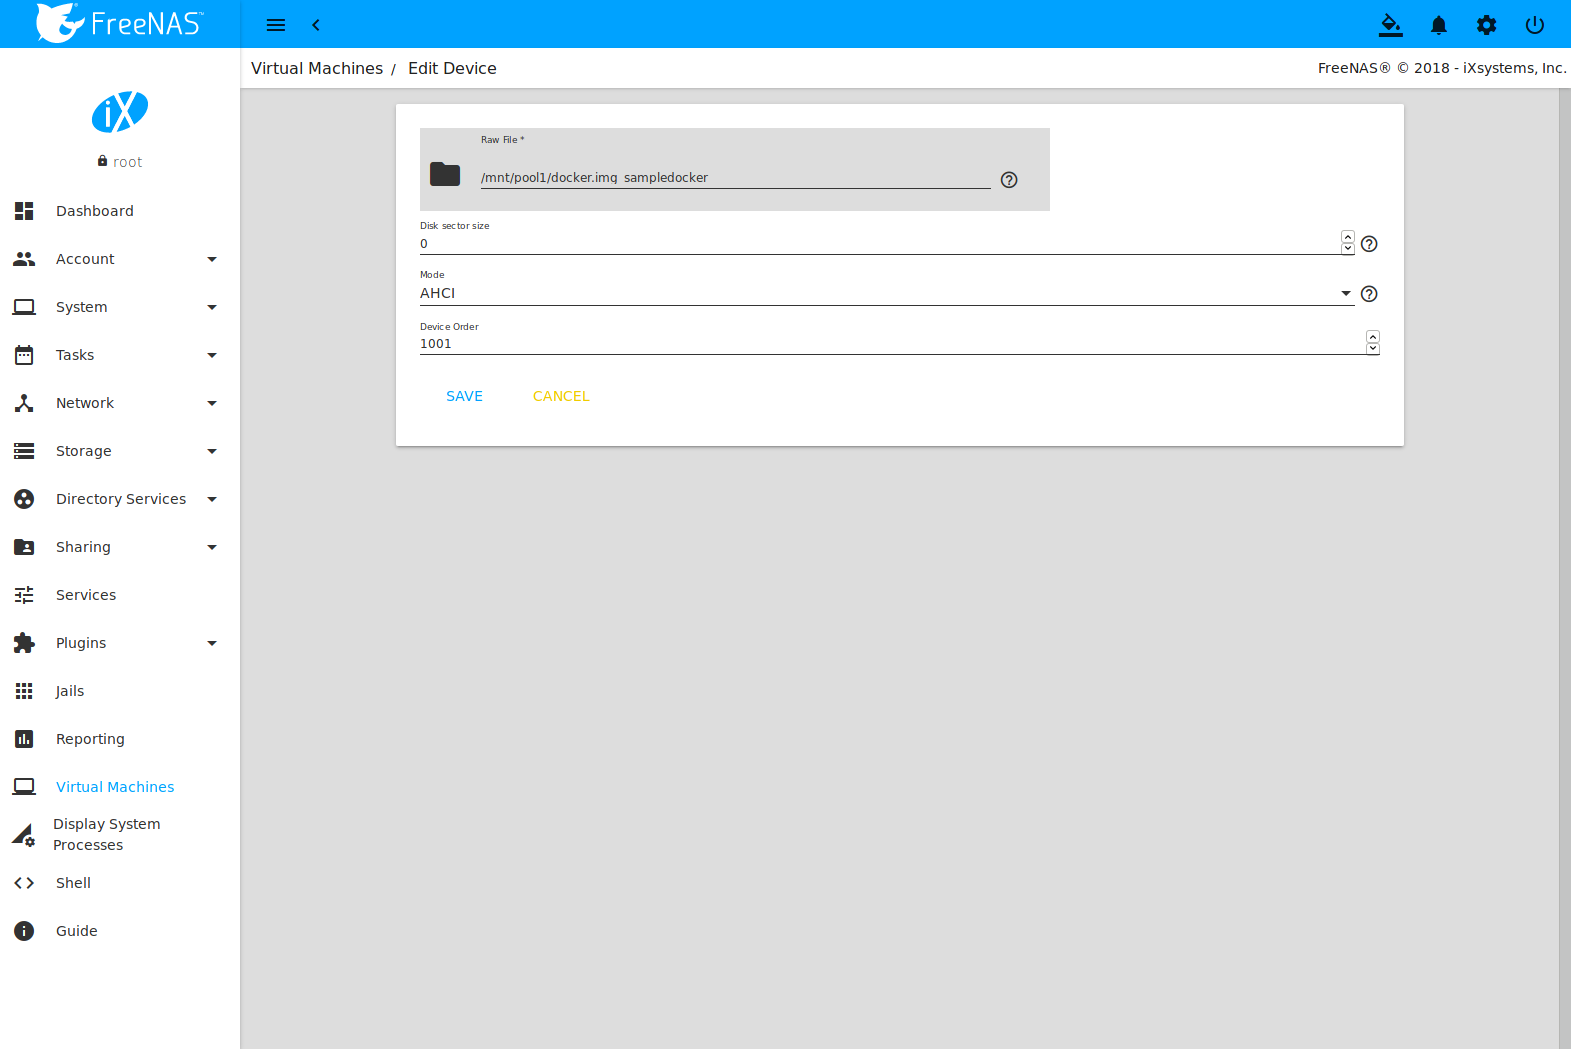 FreeNAS™
Virtual Machines / Edit Device
FreeNAS® © 2018 - iXsystems, Inc.
iX
root
Dashboard
Account
System
Tasks
Network
Storage
Directory Services
Sharing
Services
Plugins
Jails
Reporting
Virtual Machines
Display System
Processes
Shell
Guide
Raw File *
/mnt/pool1/docker.img_sampledocker
Disk sector size
0
Mode
AHCI
Device Order
1001
SAVE CANCEL